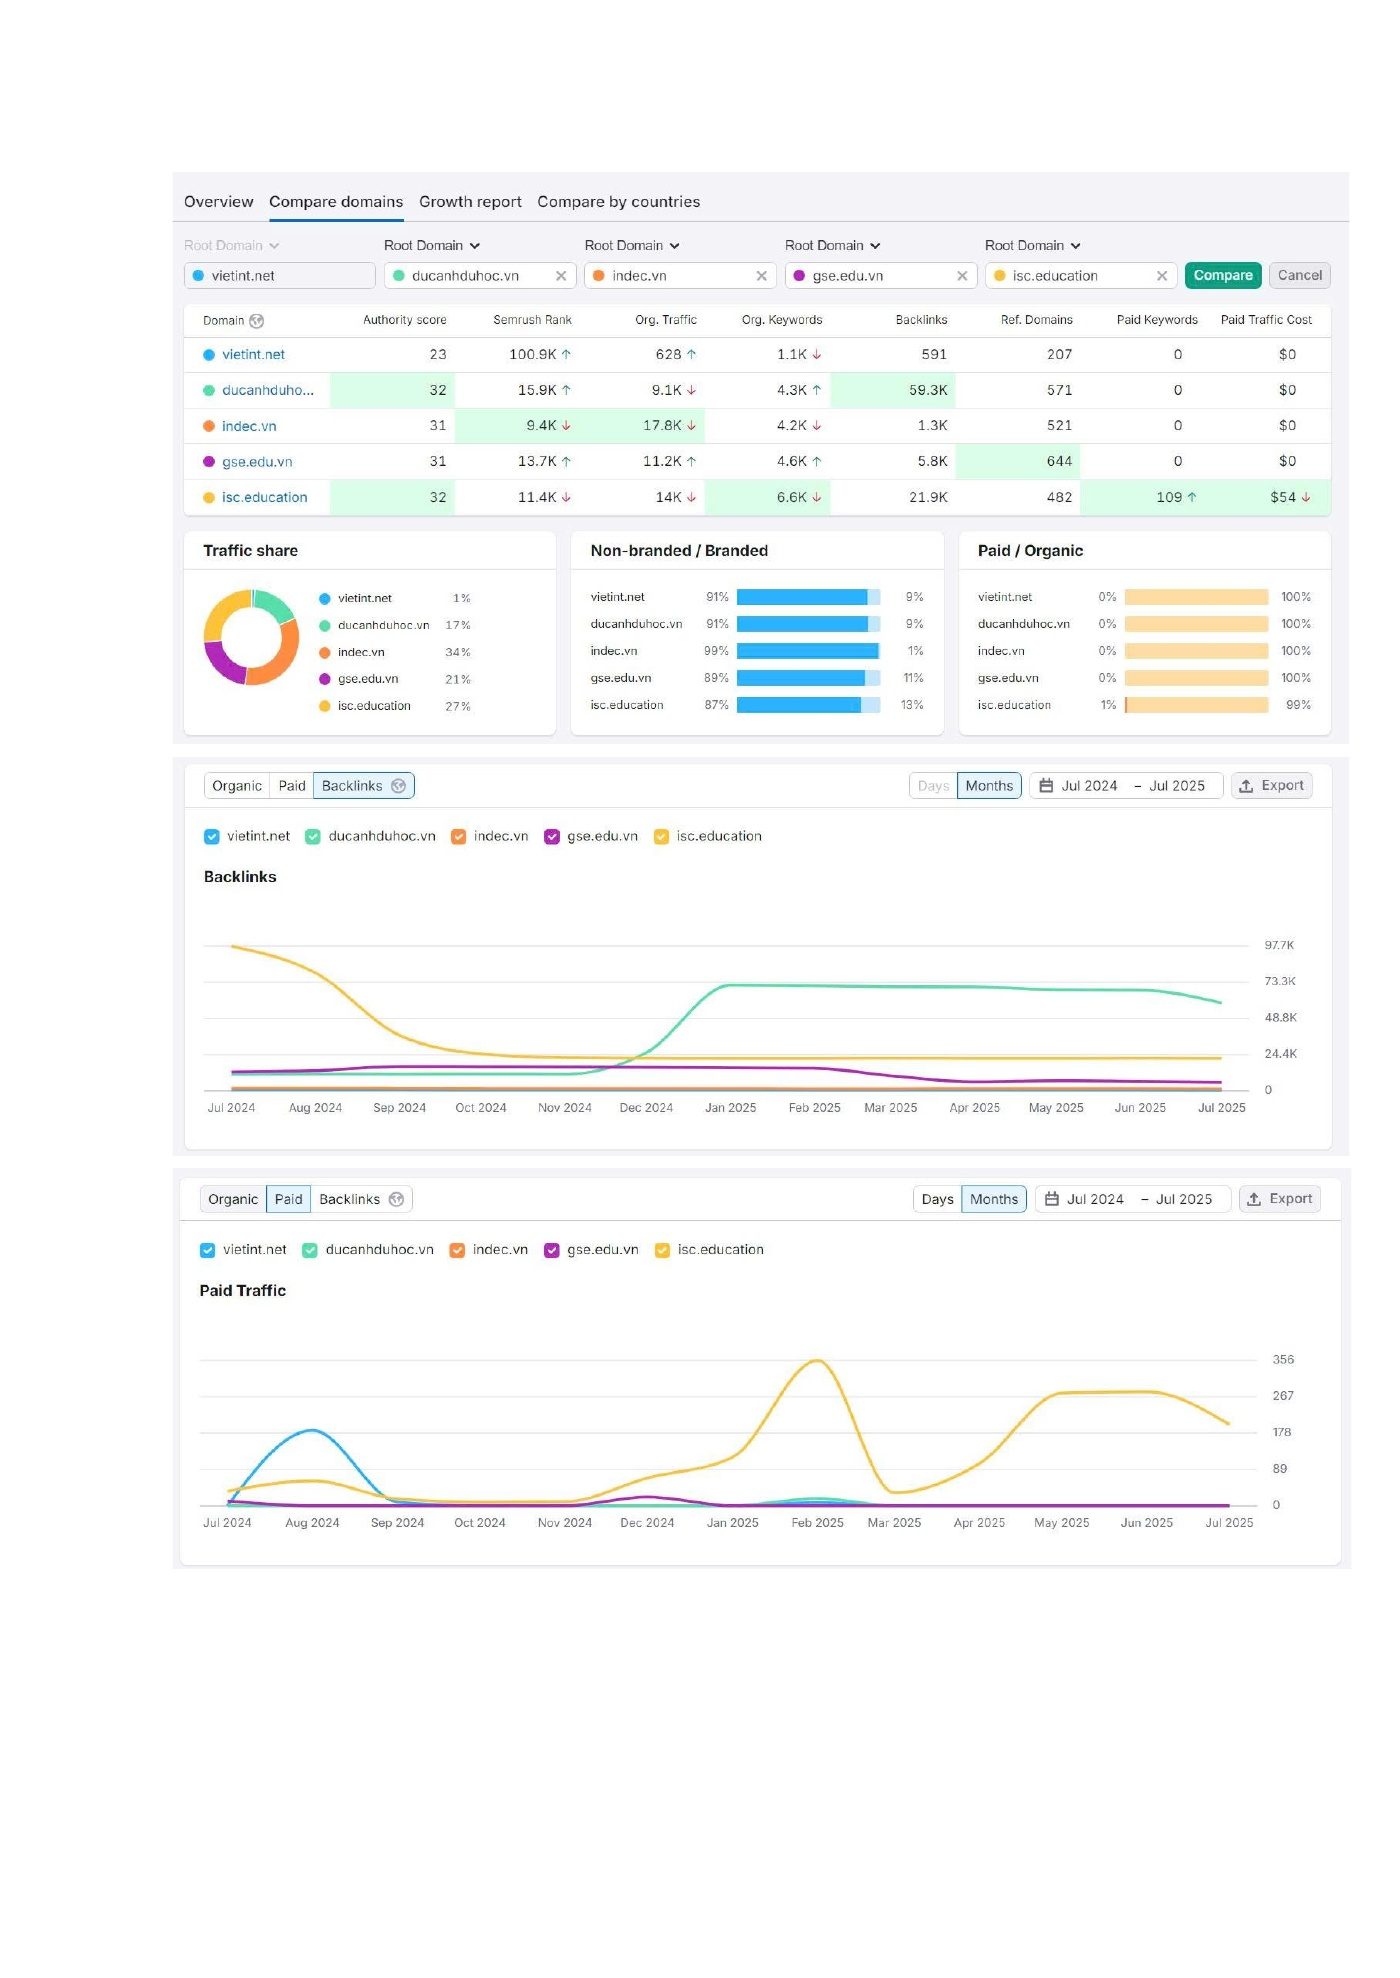 Overview Compare domains Growth report Compare by countries
Root Domain Root Domain Root Domain Root Domain Root Domain
vietint.net ducanhduhoc.vn indec.vn gse.edu.vn isc.education Compare Cancel
Domain Authority score Semrush Rank Org. Traffic Org. Keywords Backlinks Ref. Domains Paid Keywords Paid Traffic Cost
vietint.net 23 100.9K ↑ 628 ↑ 1.1K ↓ 591 207 0 $0
ducanhduho... 32 15.9K ↑ 9.1K ↓ 4.3K ↑ 59.3K 571 0 $0
indec.vn 31 9.4K ↓ 17.8K ↓ 4.2K ↓ 1.3K 521 0 $0
gse.edu.vn 31 13.7K ↑ 11.2K ↑ 4.6K ↑ 5.8K 644 0 $0
isc.education 32 11.4K ↓ 14K ↓ 6.6K ↓ 21.9K 482 109 ↑ $54 ↓
Traffic share
vietint.net 1%
ducanhduhoc.vn 17%
indec.vn 34%
gse.edu.vn 21%
isc.education 27%
Non-branded / Branded
vietint.net 91% 9%
ducanhduhoc.vn 91% 9%
indec.vn 99% 1%
gse.edu.vn 89% 11%
isc.education 87% 13%
Paid / Organic
vietint.net 0% 100%
ducanhduhoc.vn 0% 100%
indec.vn 0% 100%
gse.edu.vn 0% 100%
isc.education 1% 99%
Organic Paid Backlinks Days Months Jul 2024 – Jul 2025 Export
vietint.net ducanhduhoc.vn indec.vn gse.edu.vn isc.education
Backlinks
97.7K
73.3K
48.8K
24.4K
0
Jul 2024 Aug 2024 Sep 2024 Oct 2024 Nov 2024 Dec 2024 Jan 2025 Feb 2025 Mar 2025 Apr 2025 May 2025 Jun 2025 Jul 2025
Organic Paid Backlinks Days Months Jul 2024 – Jul 2025 Export
vietint.net ducanhduhoc.vn indec.vn gse.edu.vn isc.education
Paid Traffic
356
267
178
89
0
Jul 2024 Aug 2024 Sep 2024 Oct 2024 Nov 2024 Dec 2024 Jan 2025 Feb 2025 Mar 2025 Apr 2025 May 2025 Jun 2025 Jul 2025